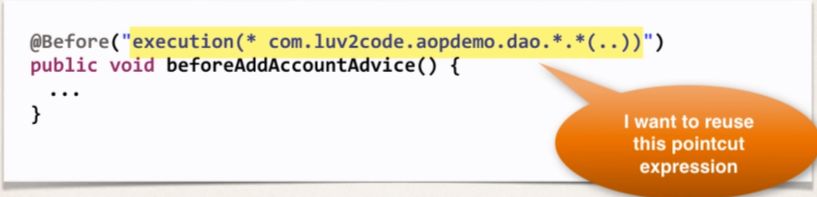 @Before("execution(* com.luv2code.aopdemo.dao.*.*(..))")
public void beforeAddAccountAdvice() {
...
}
I want to reuse
this pointcut
expression